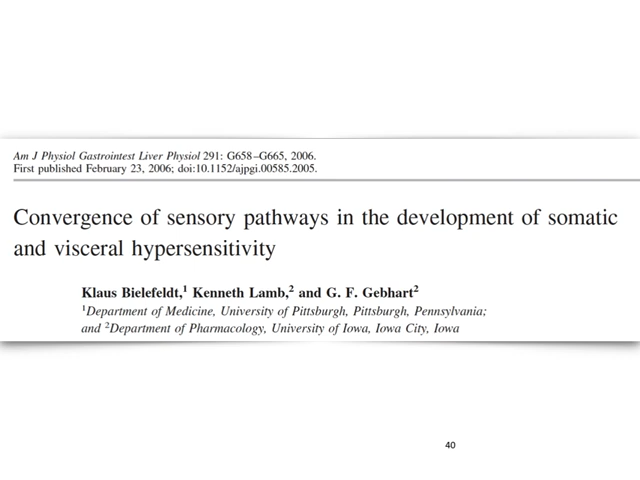 Am J Physiol Gastrointest Liver Physiol 291: G658–G665, 2006.
First published February 23, 2006; doi:10.1152/ajpgi.00585.2005.
Convergence of sensory pathways in the development of somatic
and visceral hypersensitivity
Klaus Bielefeldt,1 Kenneth Lamb,2 and G. F. Gebhart2
1Department of Medicine, University of Pittsburgh, Pittsburgh, Pennsylvania;
and 2Department of Pharmacology, University of Iowa, Iowa City, Iowa
40